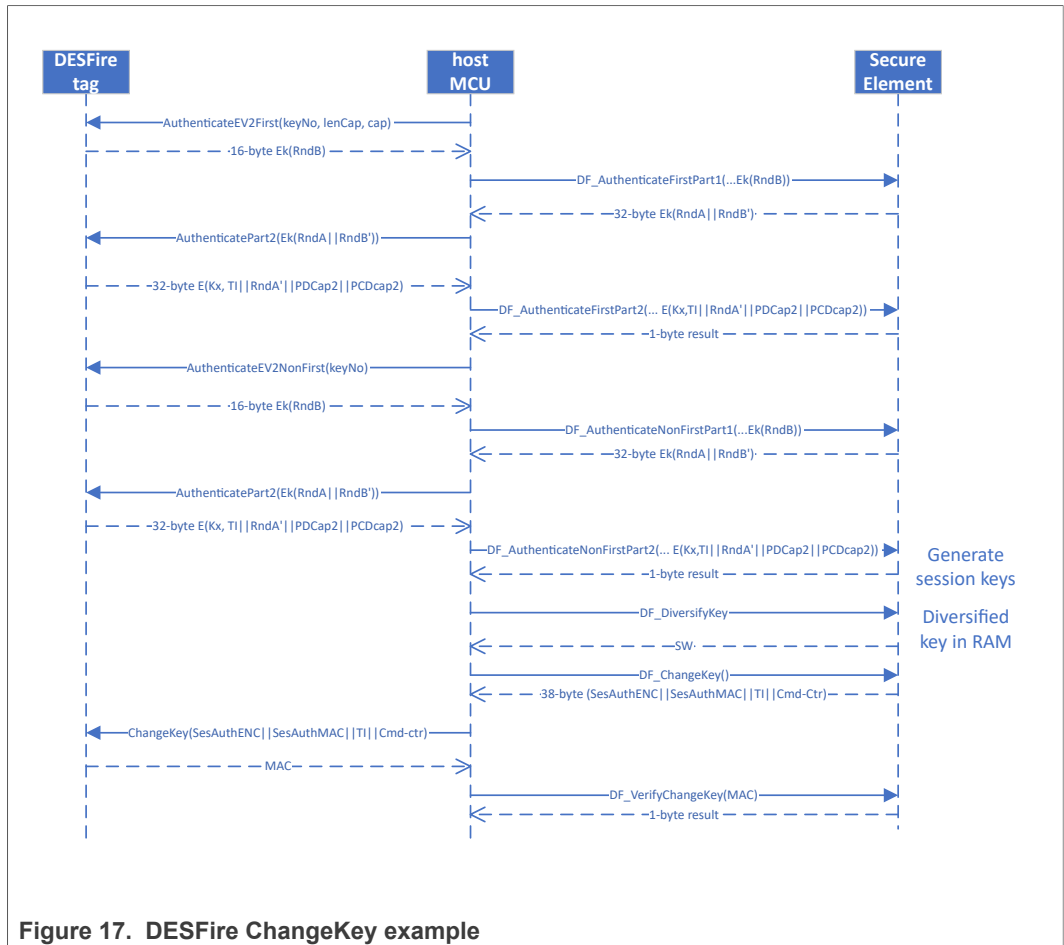 DESFire
tag
host
MCU
Secure
Element
AuthenticateEV2First(keyNo, lenCap, cap)
16-byte Ek(RndB)
DF_AuthenticateFirstPart1(...Ek(RndB))
32-byte Ek(RndA||RndB')
AuthenticatePart2(Ek(RndA||RndB'))
32-byte E(Kx, TI||RndA'||PDCap2||PCDcap2)
DF_AuthenticateFirstPart2(... E(Kx,TI||RndA'||PDCap2||PCDcap2))
1-byte result
AuthenticateEV2NonFirst(keyNo)
16-byte Ek(RndB)
DF_AuthenticateNonFirstPart1(...Ek(RndB))
32-byte Ek(RndA||RndB')
AuthenticatePart2(Ek(RndA||RndB'))
32-byte E(Kx, TI||RndA'||PDCap2||PCDcap2)
DF_AuthenticateNonFirstPart2(... E(Kx,TI||RndA'||PDCap2||PCDcap2))
1-byte result
Generate
session keys
DF_DiversifyKey
Diversified
key in RAM
SW
DF_ChangeKey()
38-byte (SesAuthENC||SesAuthMAC||TI||Cmd-Ctr)
ChangeKey(SesAuthENC||SesAuthMAC||TI||Cmd-ctr)
MAC
DF_VerifyChangeKey(MAC)
1-byte result
Figure 17. DESFire ChangeKey example